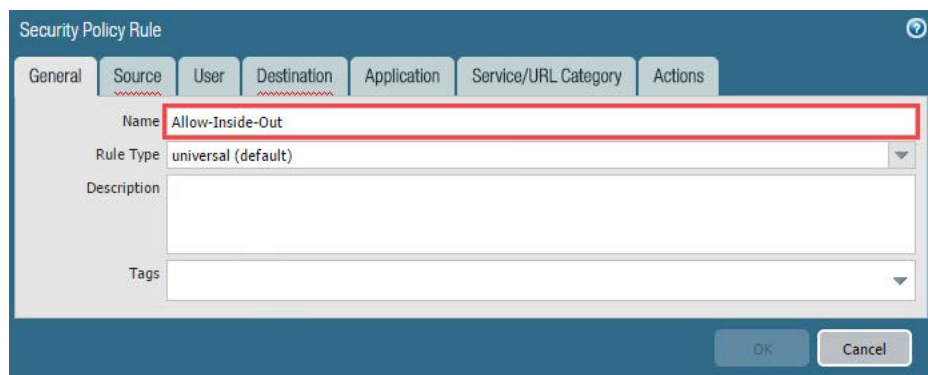 Security Policy Rule
General Source User Destination Application Service/URL Category Actions
Name Allow-Inside-Out
Rule Type universal (default)
Description
Tags
OK Cancel